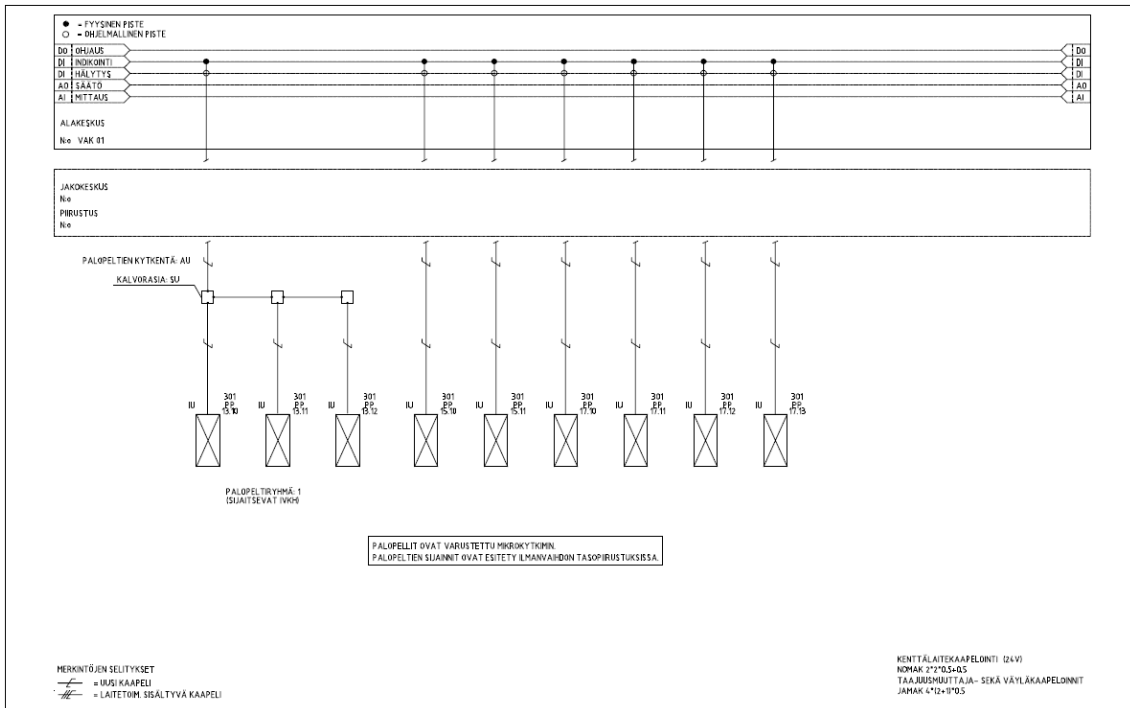 ● = FYYSINEN PISTE
○ = OHJELMALLINEN PISTE
DO OHJAUS DO
DI INDIKOINTI DI
DI HÄLYTYS DI
AO SÄÄTÖ AO
AI MITTAUS AI
ALAKESKUS
N:o VAK 01
JAKOKESKUS
N:o
PIIRUSTUS
N:o
PALOPELTIEN KYTKENTÄ: AU
KALVORASIA: SU
IU 301 PP 13.10
IU 301 PP 13.11
IU 301 PP 13.12
IU 301 PP 15.10
IU 301 PP 15.11
IU 301 PP 17.10
IU 301 PP 17.11
IU 301 PP 17.12
IU 301 PP 17.13
PALOPELTIRYHMÄ: 1
(SIJAITSEVAT IVKH)
PALOPELLIT OVAT VARUSTETTU MIKROKYTKIMIN.
PALOPELTIEN SIJAINNIT OVAT ESITETY ILMANVAIHDON TASOPIIRUSTUKSISSA.
MERKINTÖJEN SELITYKSET
= UUSI KAAPELI
= LAITETOIM. SISÄLTYVÄ KAAPELI
KENTTÄLAITEKAAPELOINTI (24V)
NOMAK 2*2*0.5+0.5
TAAJUUSMUUTTAJA- SEKÄ VÄYLÄKAAPELOINNIT
JAMAK 4*(2+1)*0.5